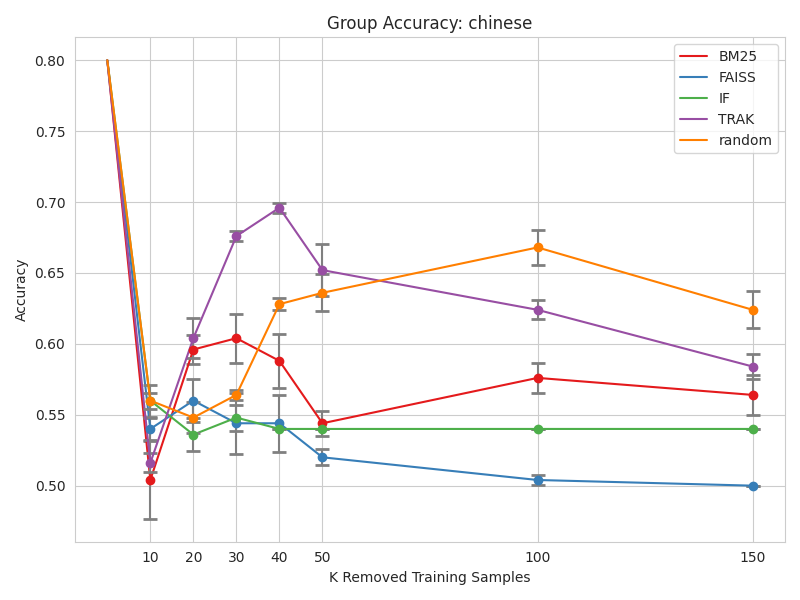 Group Accuracy: chinese
BM25
FAISS
IF
TRAK
random
0.80
0.75
0.70
0.65
0.60
0.55
0.50
Accuracy
10 20 30 40 50 100 150
K Removed Training Samples